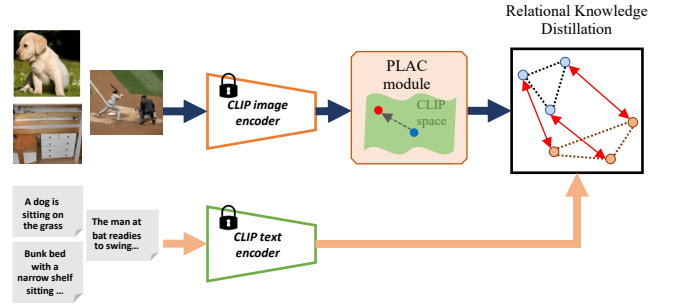 Relational Knowledge
Distillation
PLAC
module
CLIP
space
CLIP image
encoder
A dog is
sitting on
the grass
The man at
bat readies
to swing...
Bunk bed
with a
narrow shelf
sitting ...
CLIP text
encoder